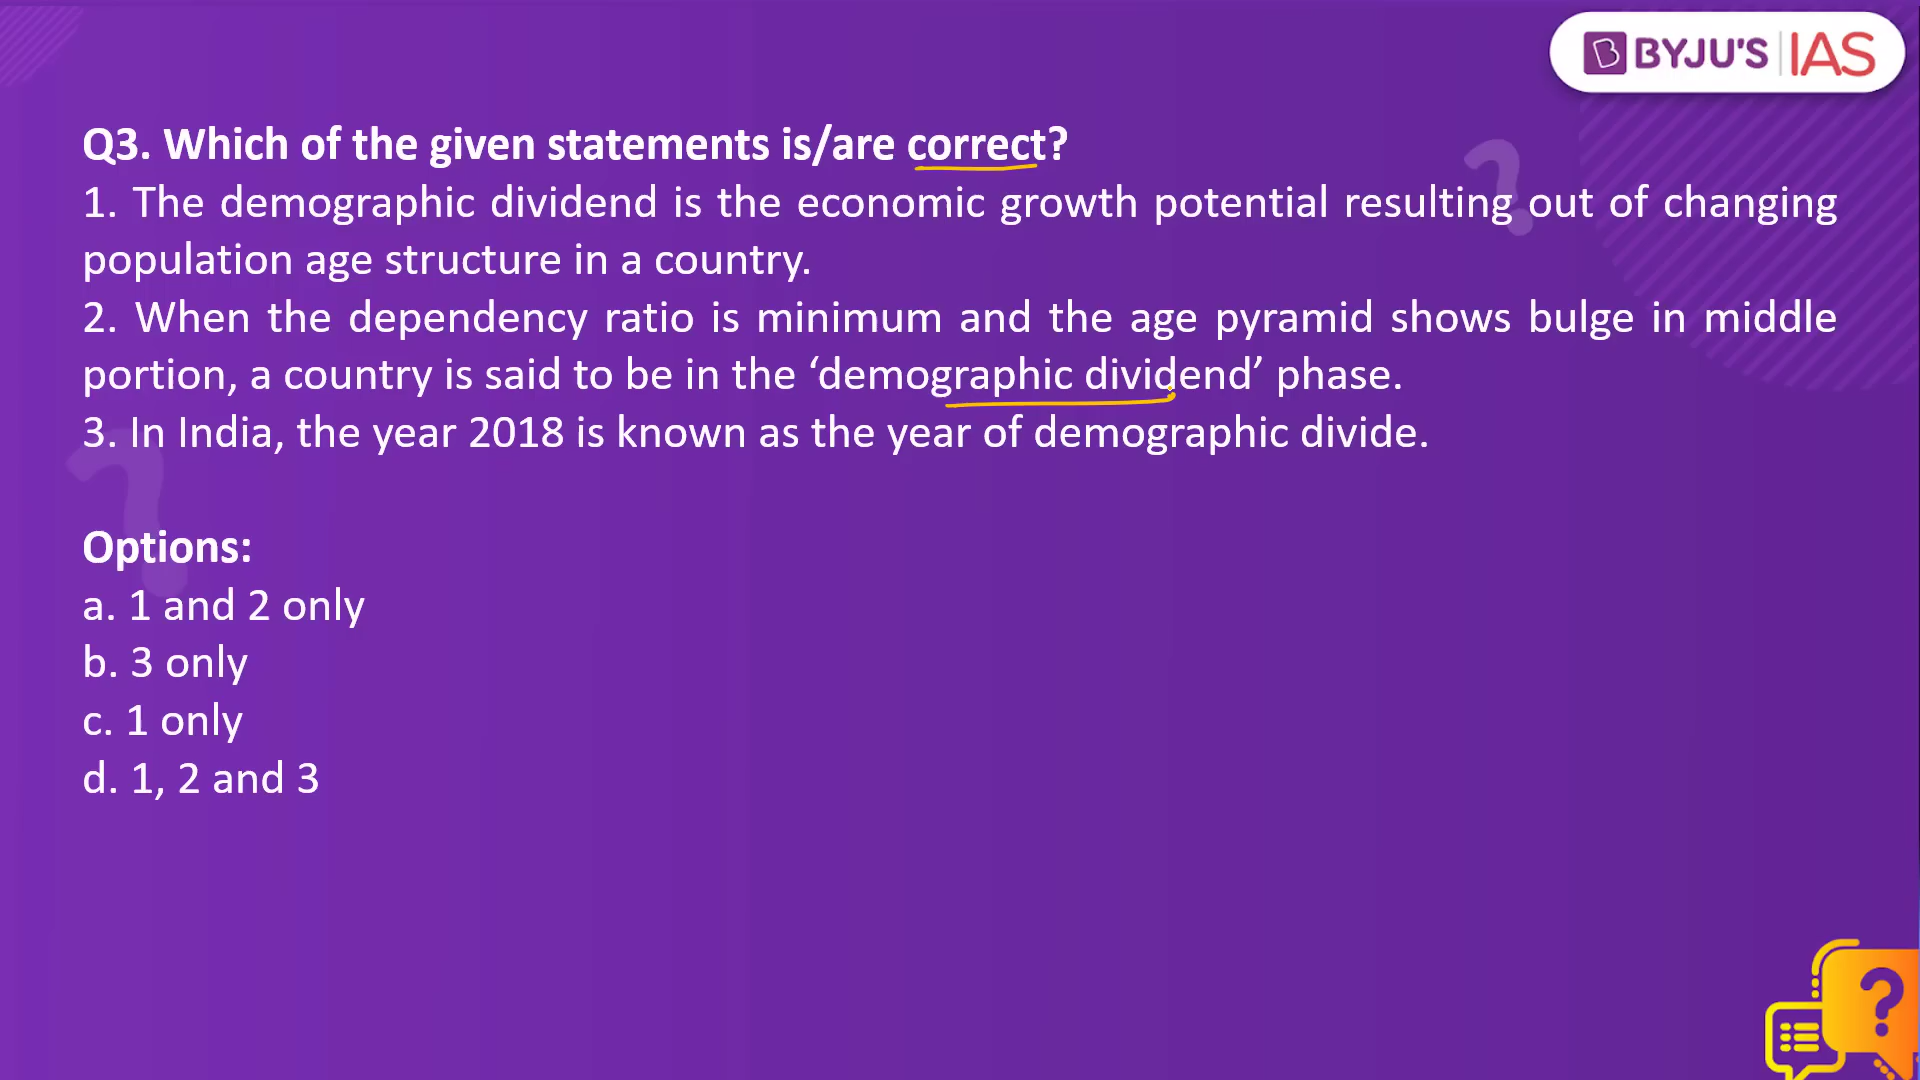 BYJU'S IAS
Q3. Which of the given statements is/are correct?
1. The demographic dividend is the economic growth potential resulting out of changing
population age structure in a country.
2. When the dependency ratio is minimum and the age pyramid shows bulge in middle
portion, a country is said to be in the ‘demographic dividend’ phase.
3. In India, the year 2018 is known as the year of demographic divide.
Options:
a. 1 and 2 only
b. 3 only
c. 1 only
d. 1, 2 and 3